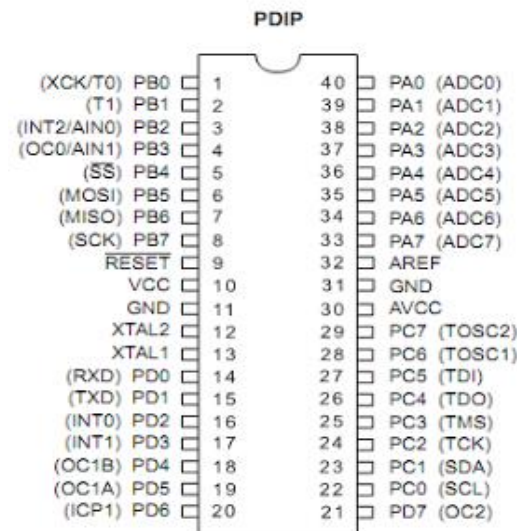 PDIP
(XCK/T0) PB0 1 40 PA0 (ADC0)
(T1) PB1 2 39 PA1 (ADC1)
(INT2/AIN0) PB2 3 38 PA2 (ADC2)
(OC0/AIN1) PB3 4 37 PA3 (ADC3)
(SS) PB4 5 36 PA4 (ADC4)
(MOSI) PB5 6 35 PA5 (ADC5)
(MISO) PB6 7 34 PA6 (ADC6)
(SCK) PB7 8 33 PA7 (ADC7)
RESET 9 32 AREF
VCC 10 31 GND
GND 11 30 AVCC
XTAL2 12 29 PC7 (TOSC2)
XTAL1 13 28 PC6 (TOSC1)
(RXD) PD0 14 27 PC5 (TDI)
(TXD) PD1 15 26 PC4 (TDO)
(INT0) PD2 16 25 PC3 (TMS)
(INT1) PD3 17 24 PC2 (TCK)
(OC1B) PD4 18 23 PC1 (SDA)
(OC1A) PD5 19 22 PC0 (SCL)
(ICP1) PD6 20 21 PD7 (OC2)